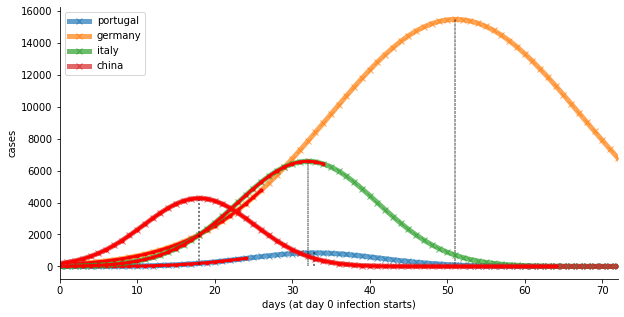 16000
14000
12000
10000
8000
6000
4000
2000
0
cases
portugal
germany
italy
china
0 10 20 30 40 50 60 70
days (at day 0 infection starts)